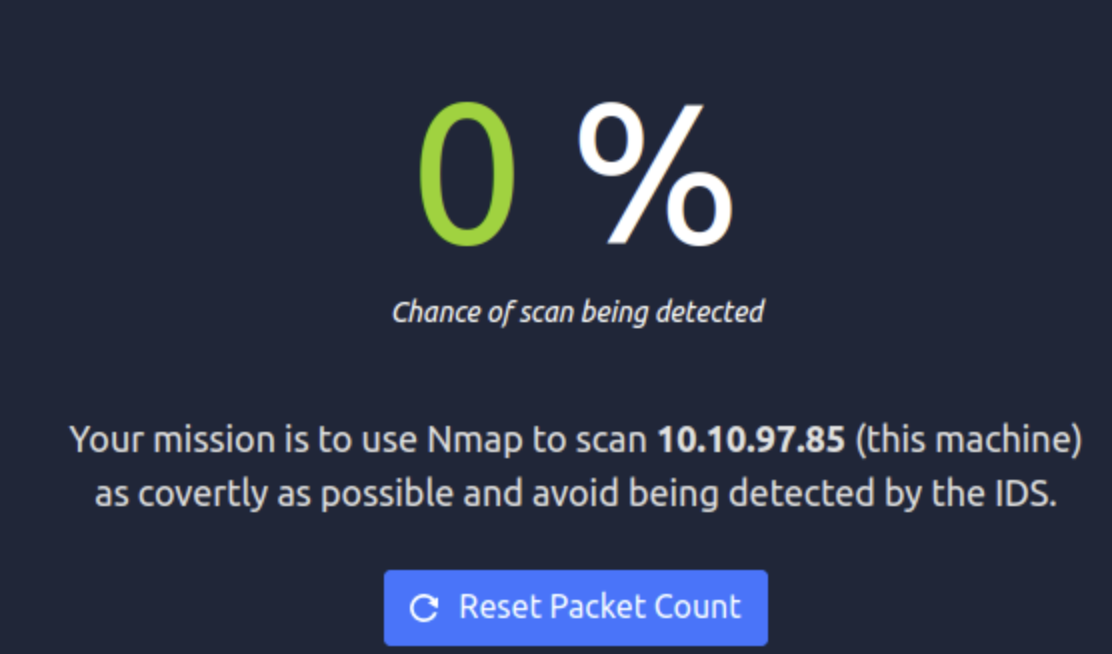 0 %
Chance of scan being detected
Your mission is to use Nmap to scan 10.10.97.85 (this machine)
as covertly as possible and avoid being detected by the IDS.
Reset Packet Count